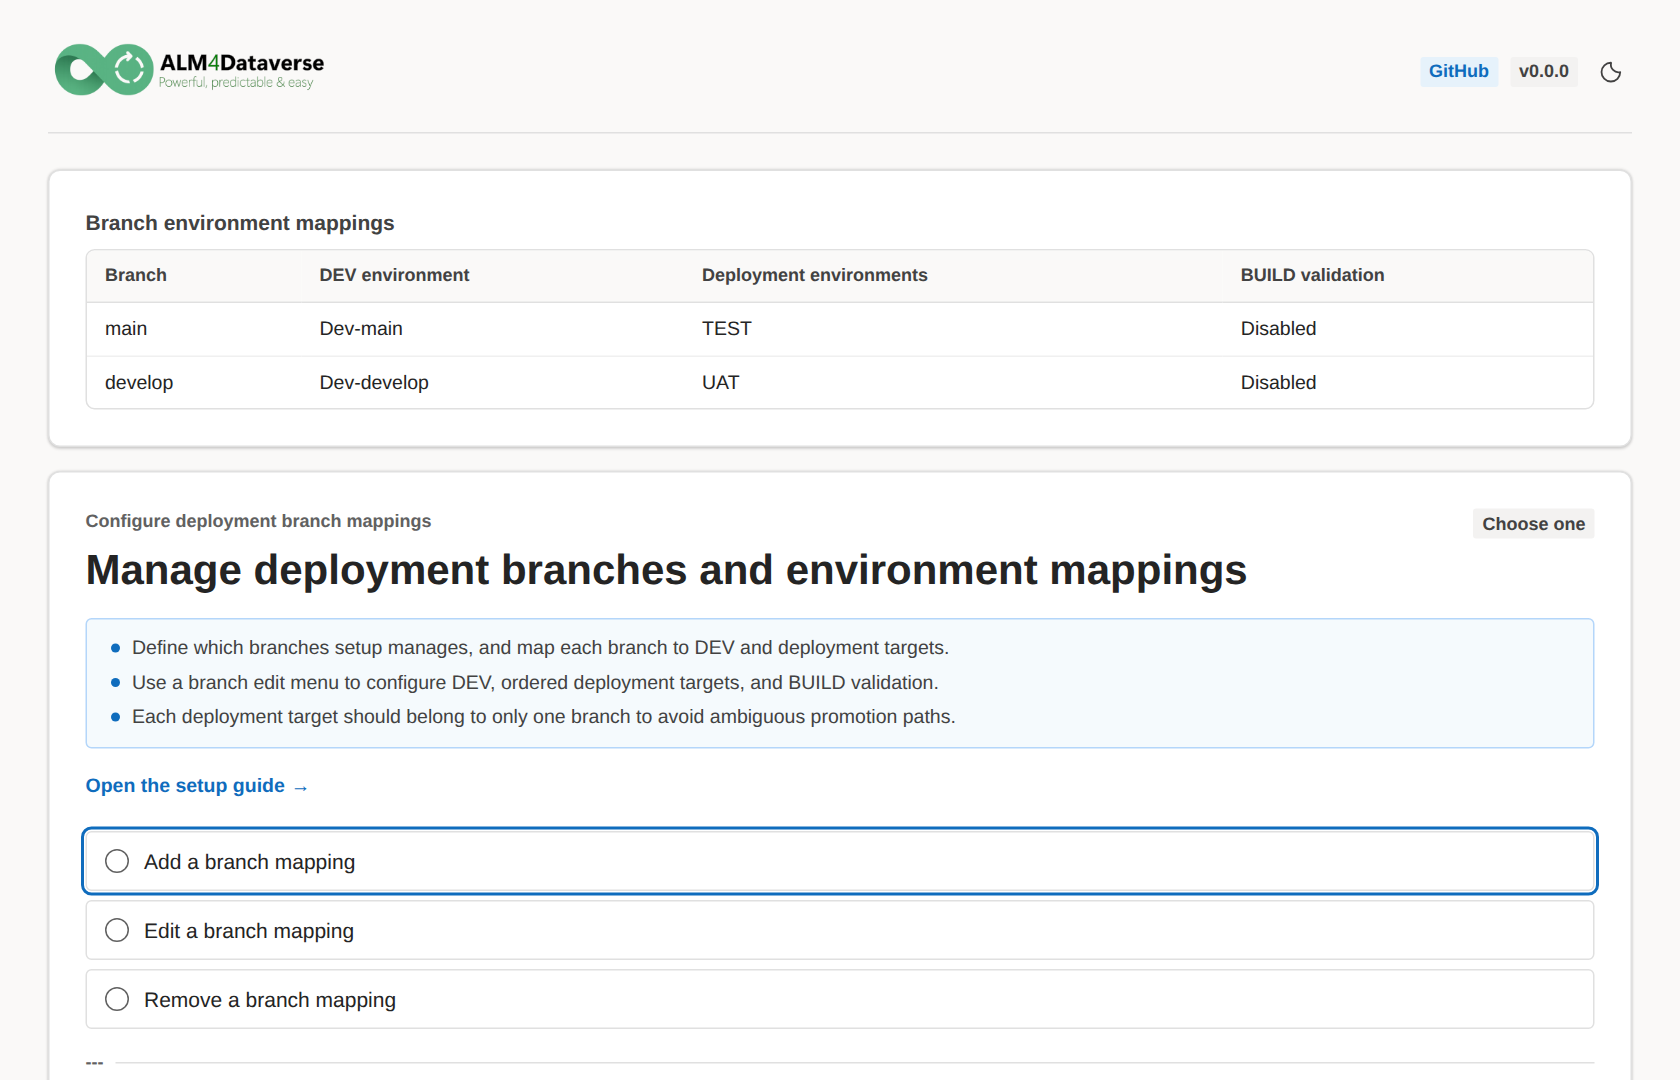 ALM4Dataverse
Powerful, predictable & easy
GitHub
v0.0.0
Branch environment mappings
Branch DEV environment Deployment environments BUILD validation
main Dev-main TEST Disabled
develop Dev-develop UAT Disabled
Configure deployment branch mappings
Choose one
Manage deployment branches and environment mappings
Define which branches setup manages, and map each branch to DEV and deployment targets.
Use a branch edit menu to configure DEV, ordered deployment targets, and BUILD validation.
Each deployment target should belong to only one branch to avoid ambiguous promotion paths.
Open the setup guide →
Add a branch mapping
Edit a branch mapping
Remove a branch mapping
---